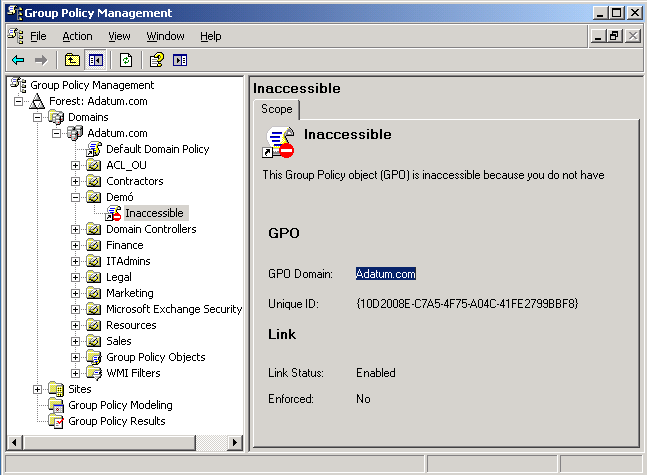 Group Policy Management
File Action View Window Help
Group Policy Management
Forest: Adatum.com
Domains
Adatum.com
Default Domain Policy
ACL_OU
Contractors
Demó
Inaccessible
Domain Controllers
Finance
ITAdmins
Legal
Marketing
Microsoft Exchange Security
Resources
Sales
Group Policy Objects
WMI Filters
Sites
Group Policy Modeling
Group Policy Results
Inaccessible
Scope
Inaccessible
This Group Policy object (GPO) is inaccessible because you do not have
GPO
GPO Domain: Adatum.com
Unique ID: {10D2008E-C7A5-4F75-A04C-41FE2799BBF8}
Link
Link Status: Enabled
Enforced: No